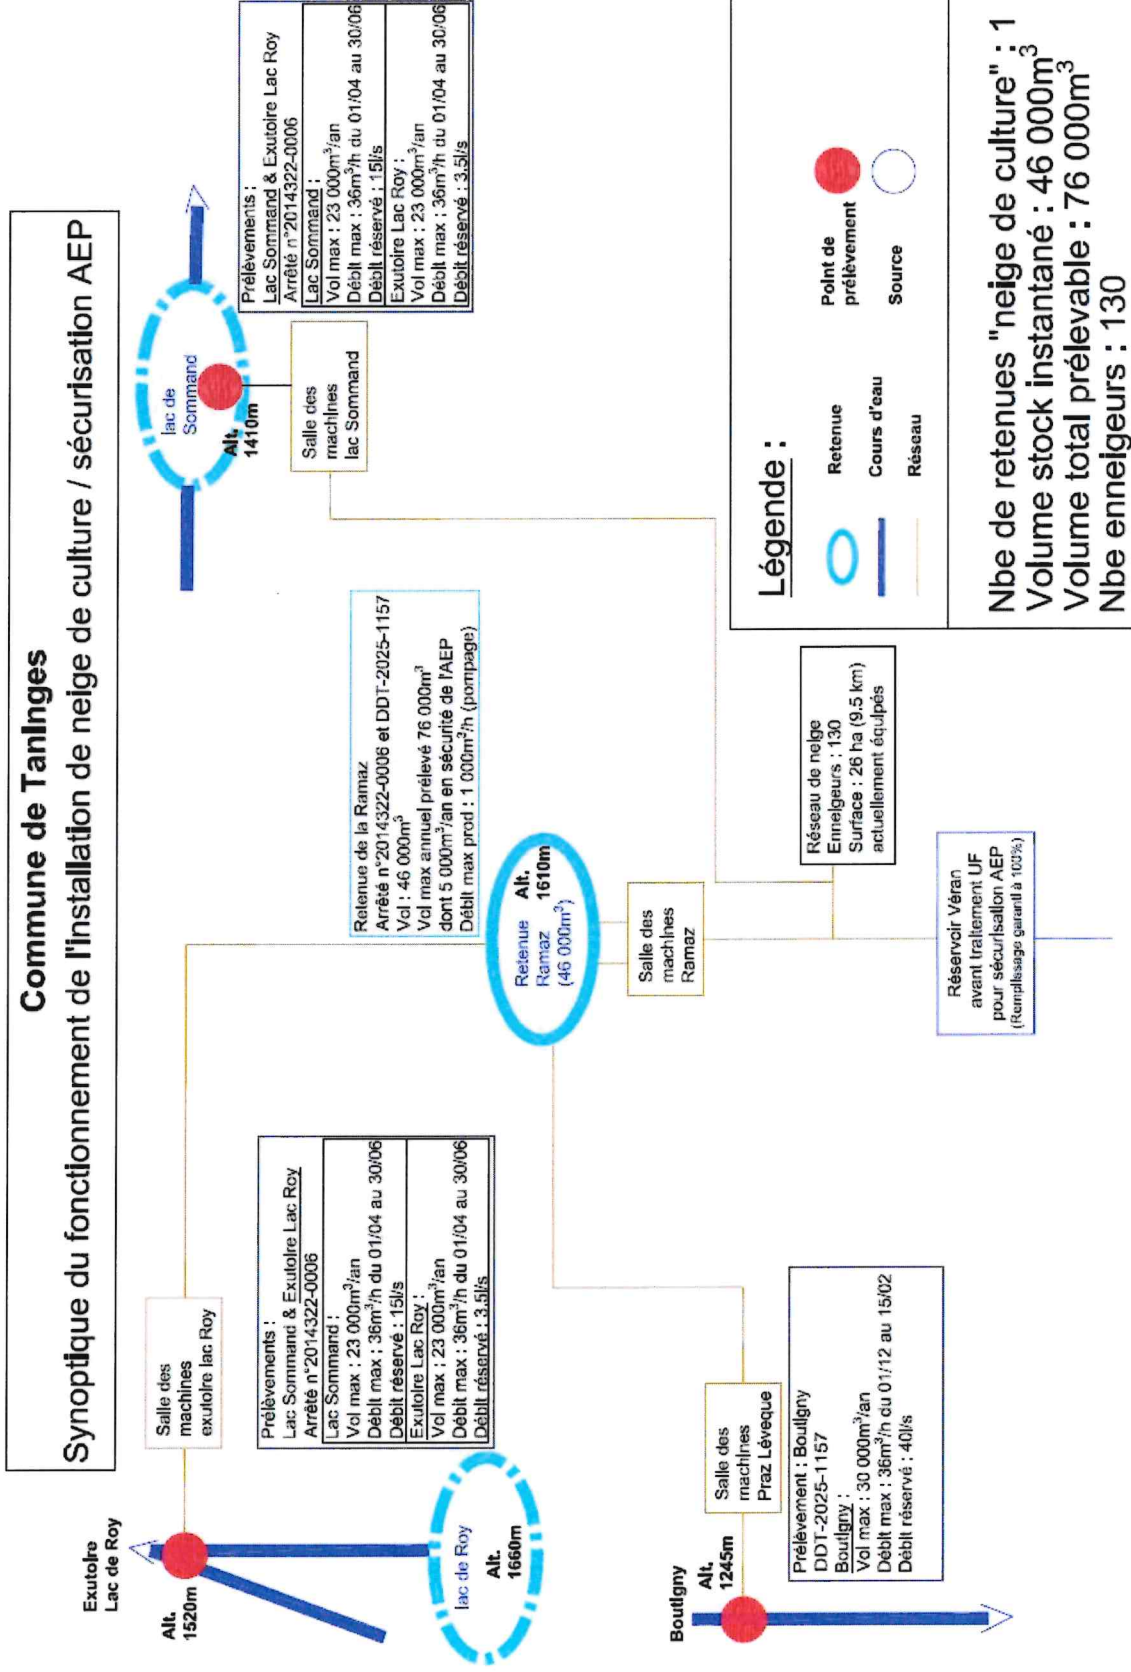 Commune de Taninges
Synoptique du fonctionnement de l'installation de neige de culture / sécurisation AEP
Exutoire
Lac de Roy
Alt.
1520m
Salle des
machines
exutoire lac Roy
lac de Roy
Alt.
1660m
Prélèvements :
Lac Sommand & Exutoire Lac Roy
Arrêté n°2014322-0006
Lac Sommand :
Vol max : 23 000m³/an
Débit max : 36m³/h du 01/04 au 30/06
Débit réservé : 15l/s
Exutoire Lac Roy :
Vol max : 23 000m³/an
Débit max : 36m³/h du 01/04 au 30/06
Débit réservé : 3.5l/s
Retenue de la Ramaz
Arrêté n°2014322-0006 et DDT-2025-1157
Vol : 46 000m³
Vol max annuel prélevé 76 000m³
dont 5 000m³/an en sécurité de l'AEP
Débit max prod : 1 000m³/h (pompage)
lac de
Sommand
Alt.
1410m
Salle des
machines
lac Sommand
Prélèvements :
Lac Sommand & Exutoire Lac Roy
Arrêté n°2014322-0006
Lac Sommand :
Vol max : 23 000m³/an
Débit max : 36m³/h du 01/04 au 30/06
Débit réservé : 15l/s
Exutoire Lac Roy :
Vol max : 23 000m³/an
Débit max : 36m³/h du 01/04 au 30/06
Débit réservé : 3.5l/s
Retenue
Ramaz
(46 000m³)
Alt.
1610m
Salle des
machines
Ramaz
Boutigny
Alt.
1245m
Salle des
machines
Praz Léveque
Prélèvement : Boutigny
DDT-2025-1157
Boutigny :
Vol max : 30 000m³/an
Débit max : 36m³/h du 01/12 au 15/02
Débit réservé : 40l/s
Réseau de neige
Enneigeurs : 130
Surface : 26 ha (9.5 km)
actuellement équipés
Réservoir Véran
avant traitement UF
pour sécurisation AEP
(Remplissage garanti à 100%)
Légende :
Retenue
Cours d'eau
Réseau
Point de
prélèvement
Source
Nbe de retenues "neige de culture" : 1
Volume stock instantané : 46 000m³
Volume total prélevable : 76 000m³
Nbe enneigeurs : 130